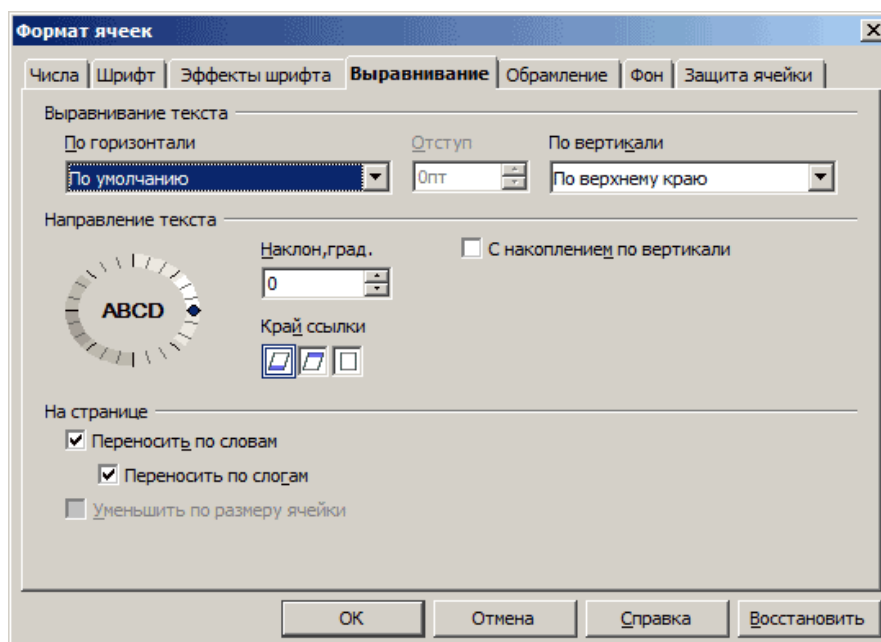 Формат ячеек
Числа Шрифт Эффекты шрифта Выравнивание Обрамление Фон Защита ячейки
Выравнивание текста
По горизонтали Отступ По вертикали
По умолчанию 0пт По верхнему краю
Направление текста
Наклон,град. С накоплением по вертикали
ABCD 0
Край ссылки
На странице
Переносить по словам
Переносить по слогам
Уменьшить по размеру ячейки
ОК Отмена Справка Восстановить